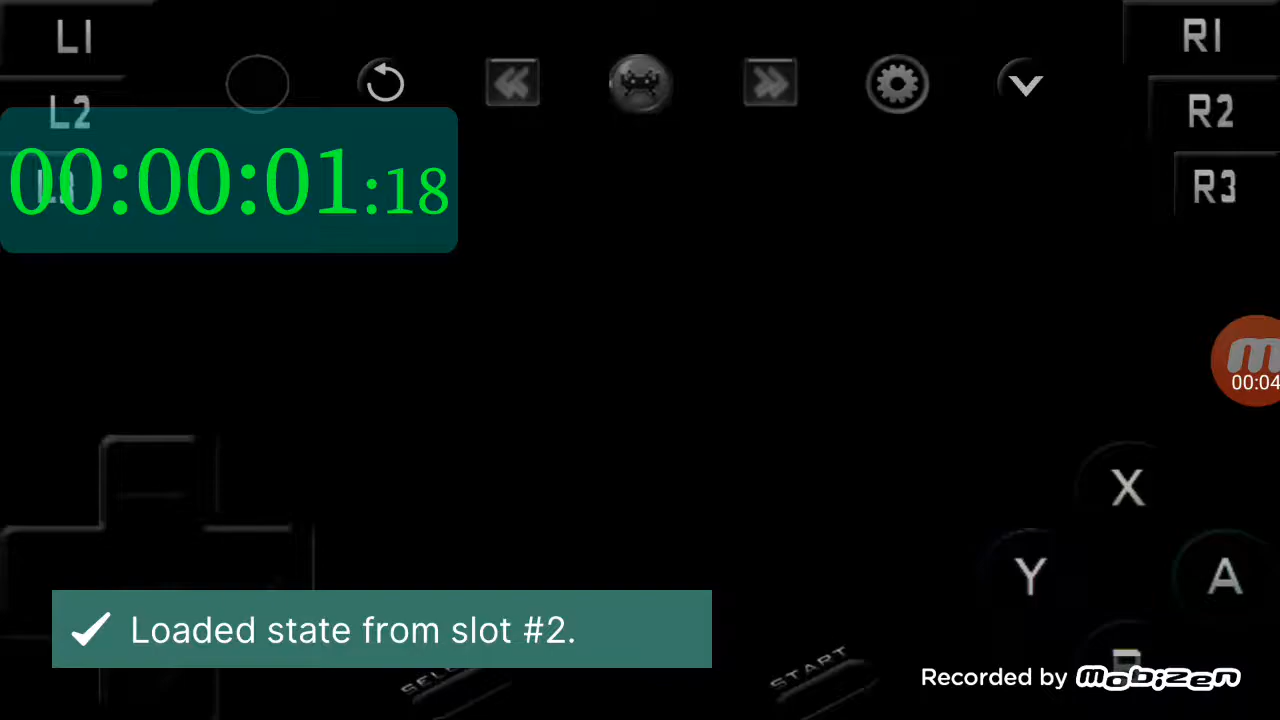 L1
R1
L2
R2
00:00:01:18
L3
R3
00:04
X
Y
A
Loaded state from slot #2.
START
Recorded by mobizen